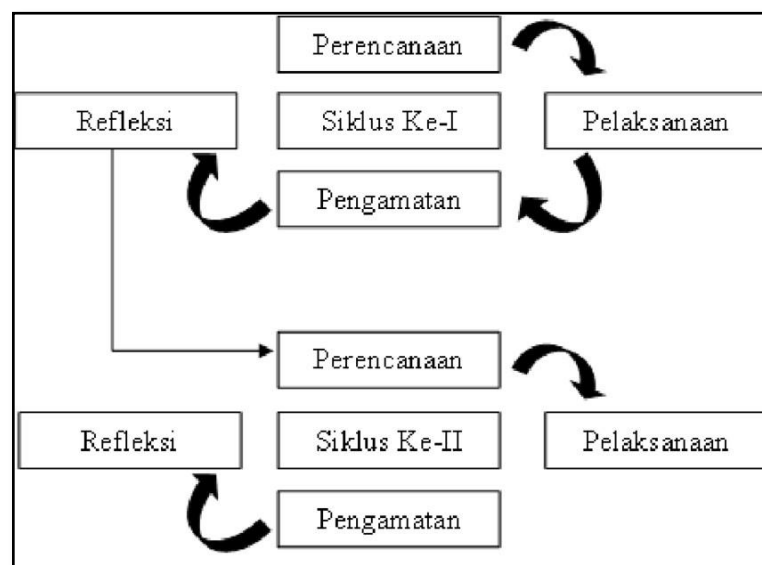 Perencanaan
Refleksi
Siklus Ke-I
Pelaksanaan
Pengamatan
Perencanaan
Refleksi
Siklus Ke-II
Pelaksanaan
Pengamatan